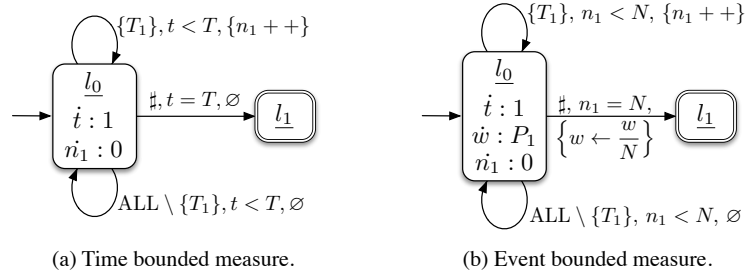 {T₁}, t < T, {n₁ ++}
l₀
ṫ : 1
ṅ₁ : 0
♯, t = T, ∅
l₁
ALL \ {T₁}, t < T, ∅
(a) Time bounded measure.
{T₁}, n₁ < N, {n₁ ++}
l₀
ṫ : 1
ẇ : P₁
ṅ₁ : 0
♯, n₁ = N,
{w ← w/N}
l₁
ALL \ {T₁}, n₁ < N, ∅
(b) Event bounded measure.